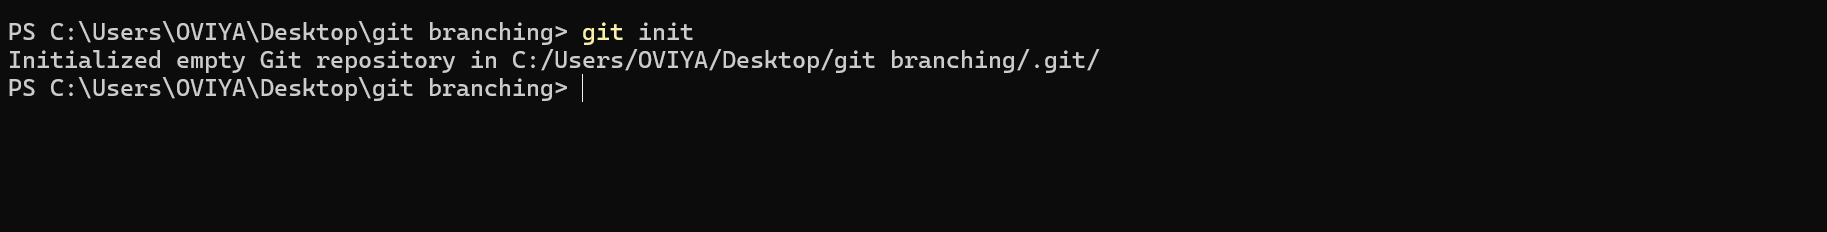 PS C:\Users\OVIYA\Desktop\git branching> git init
Initialized empty Git repository in C:/Users/OVIYA/Desktop/git branching/.git/
PS C:\Users\OVIYA\Desktop\git branching>